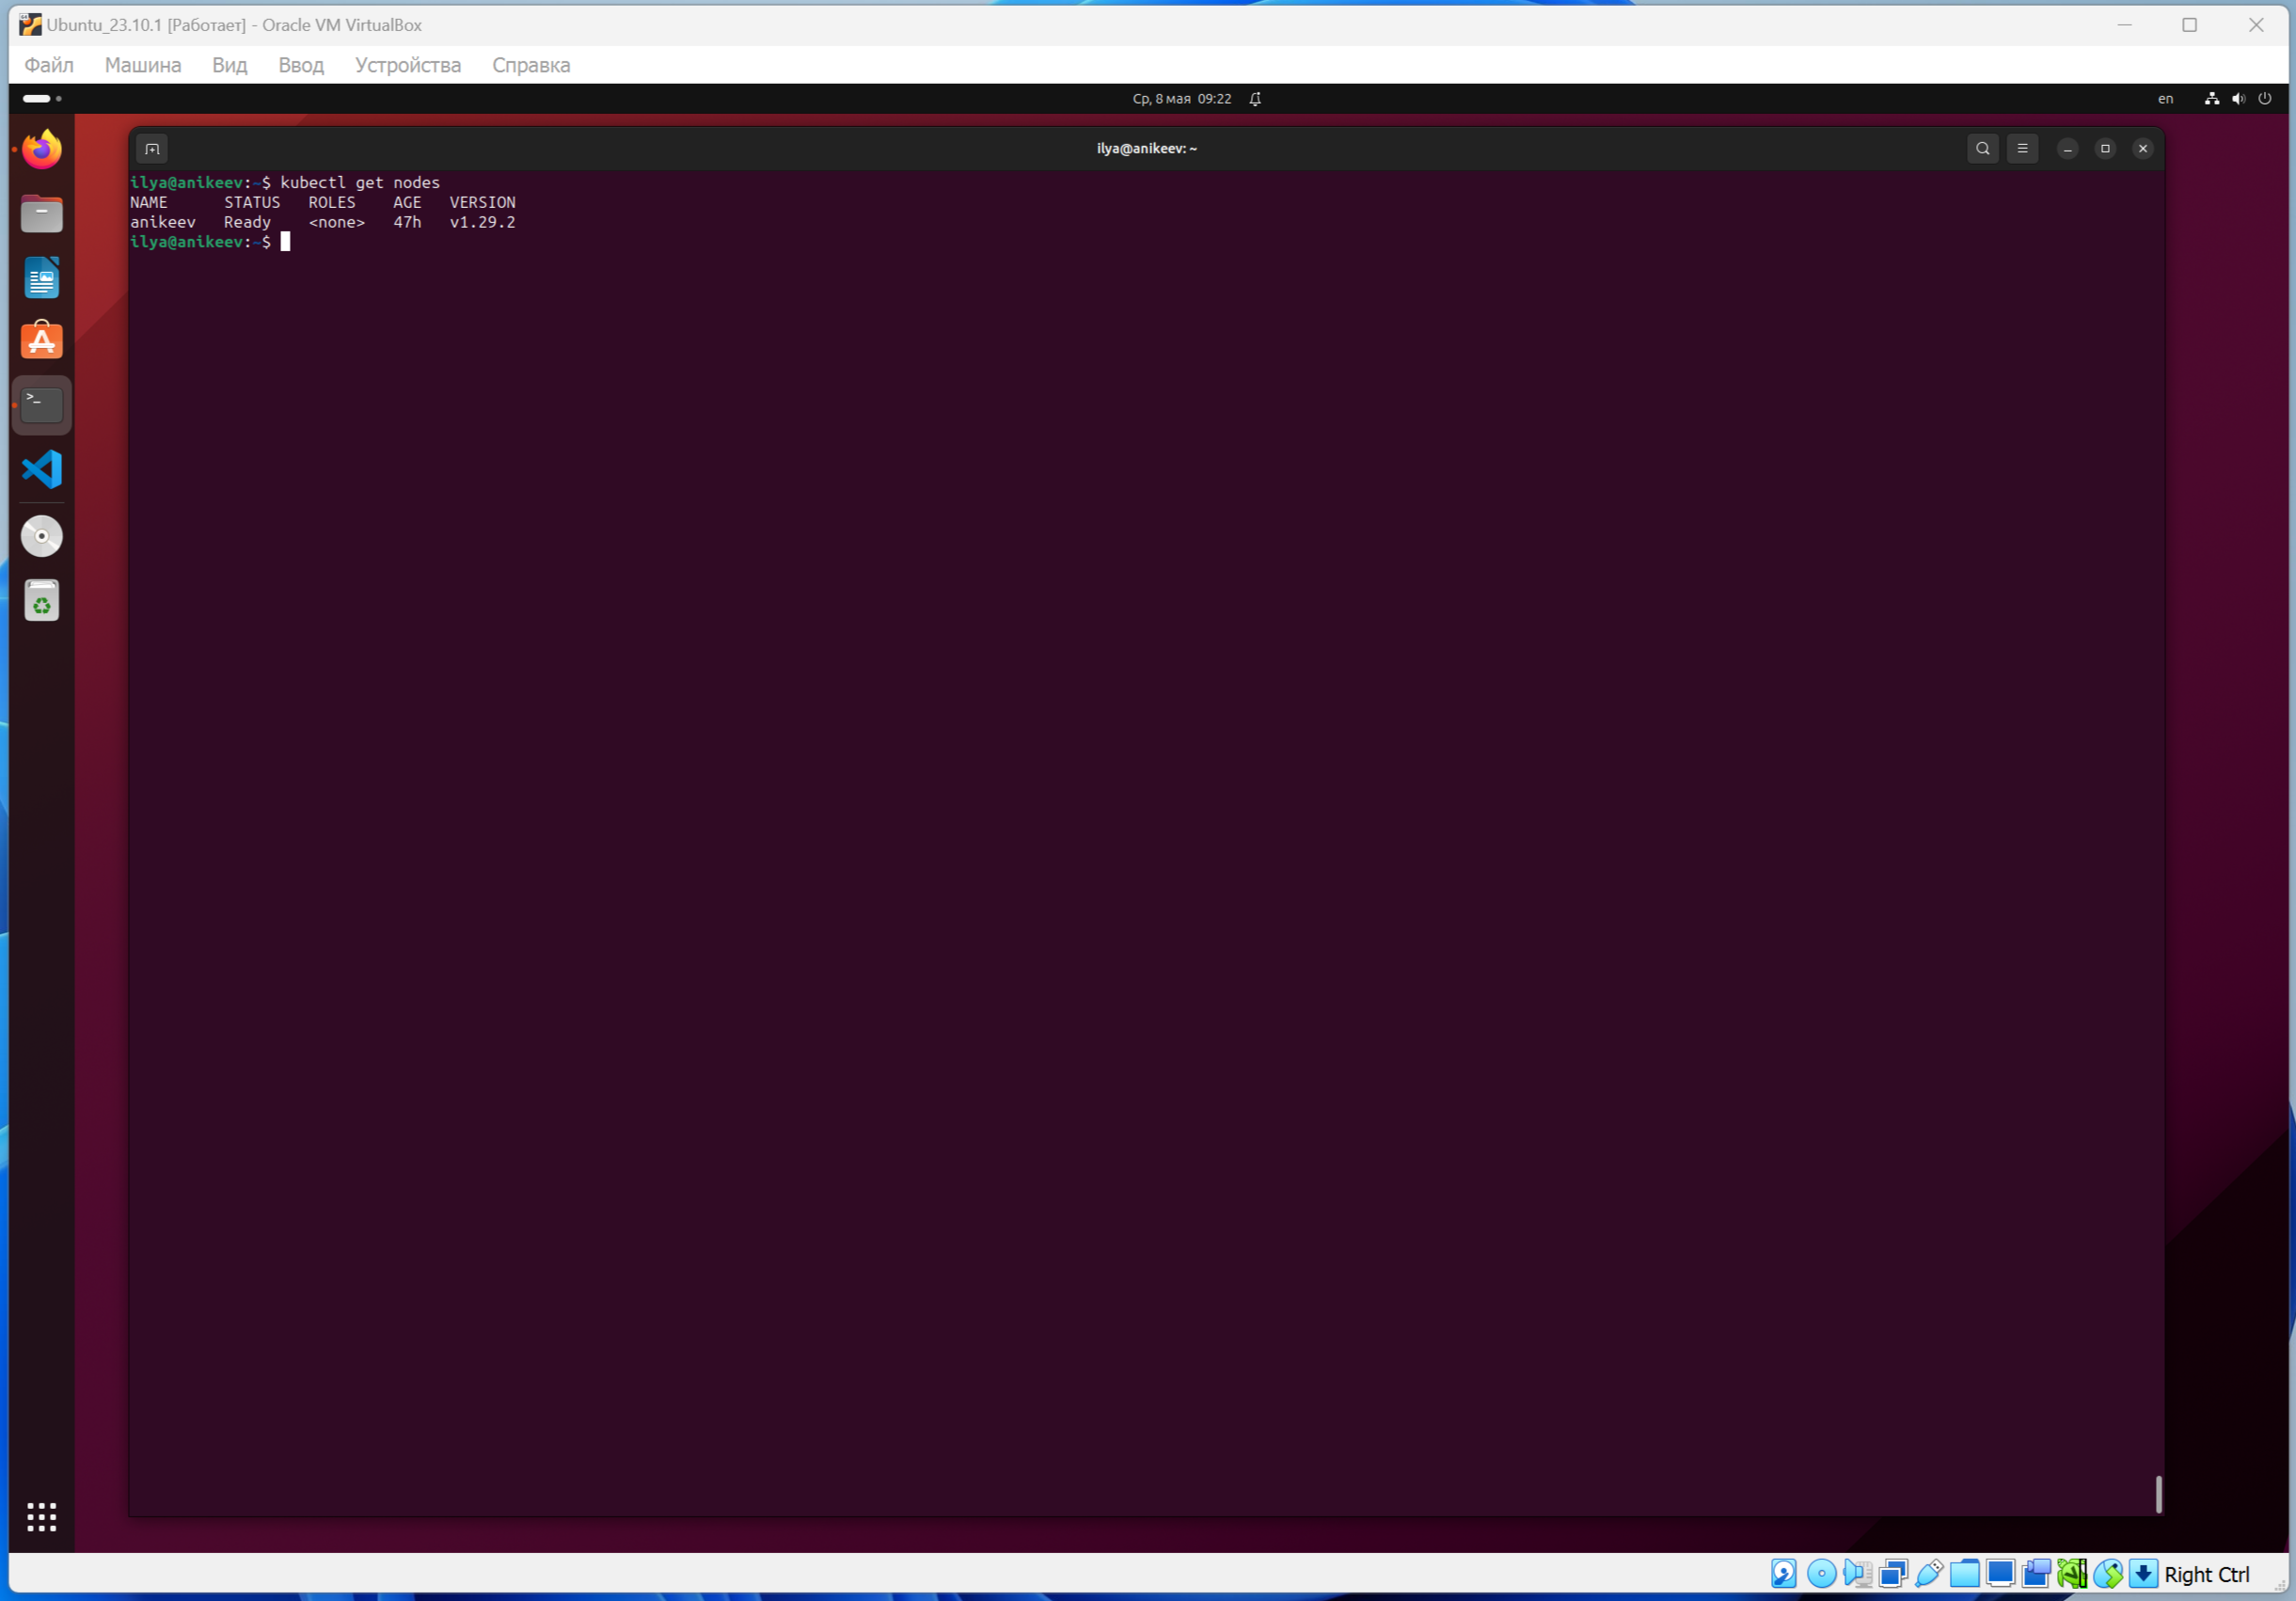 Ubuntu_23.10.1 [Работает] - Oracle VM VirtualBox
Файл Машина Вид Ввод Устройства Справка
Ср, 8 мая 09:22
en
ilya@anikeev: ~
ilya@anikeev:~$ kubectl get nodes
NAME STATUS ROLES AGE VERSION
anikeev Ready <none> 47h v1.29.2
ilya@anikeev:~$
Right Ctrl